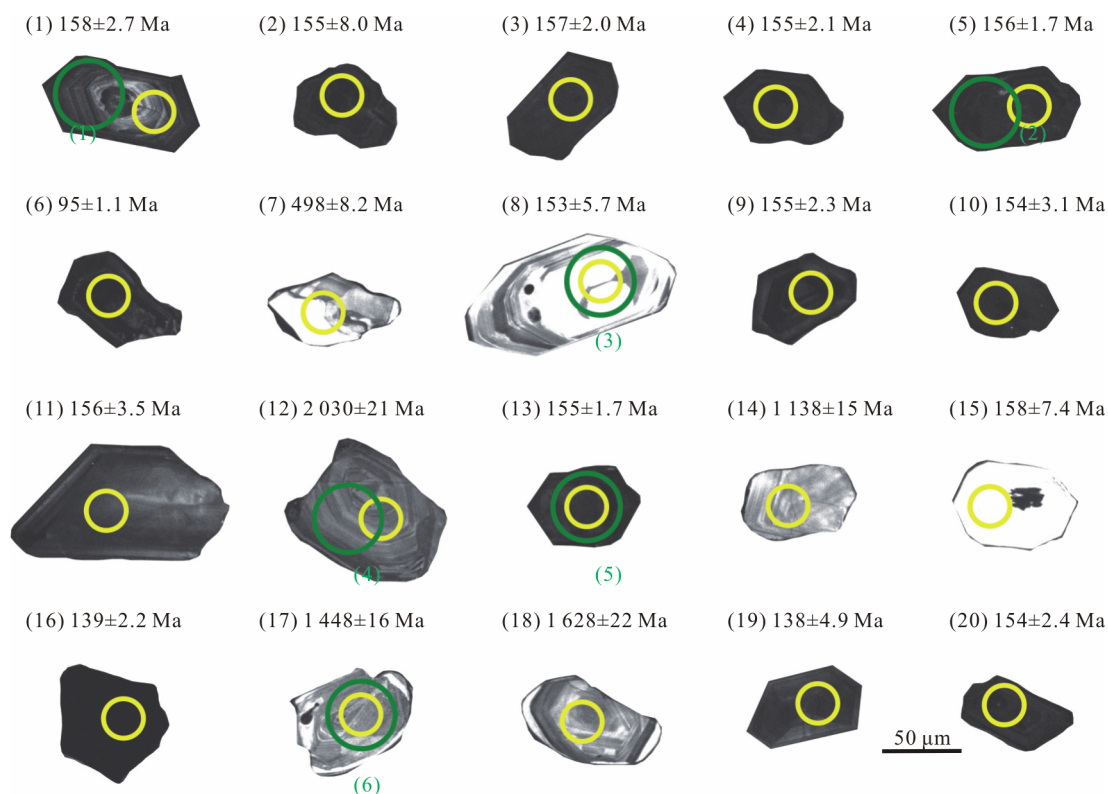 (1) 158±2.7 Ma
(2) 155±8.0 Ma
(3) 157±2.0 Ma
(4) 155±2.1 Ma
(5) 156±1.7 Ma
(1)
(2)
(6) 95±1.1 Ma
(7) 498±8.2 Ma
(8) 153±5.7 Ma
(9) 155±2.3 Ma
(10) 154±3.1 Ma
(3)
(11) 156±3.5 Ma
(12) 2 030±21 Ma
(13) 155±1.7 Ma
(14) 1 138±15 Ma
(15) 158±7.4 Ma
(4)
(5)
(16) 139±2.2 Ma
(17) 1 448±16 Ma
(18) 1 628±22 Ma
(19) 138±4.9 Ma
(20) 154±2.4 Ma
50 μm
(6)